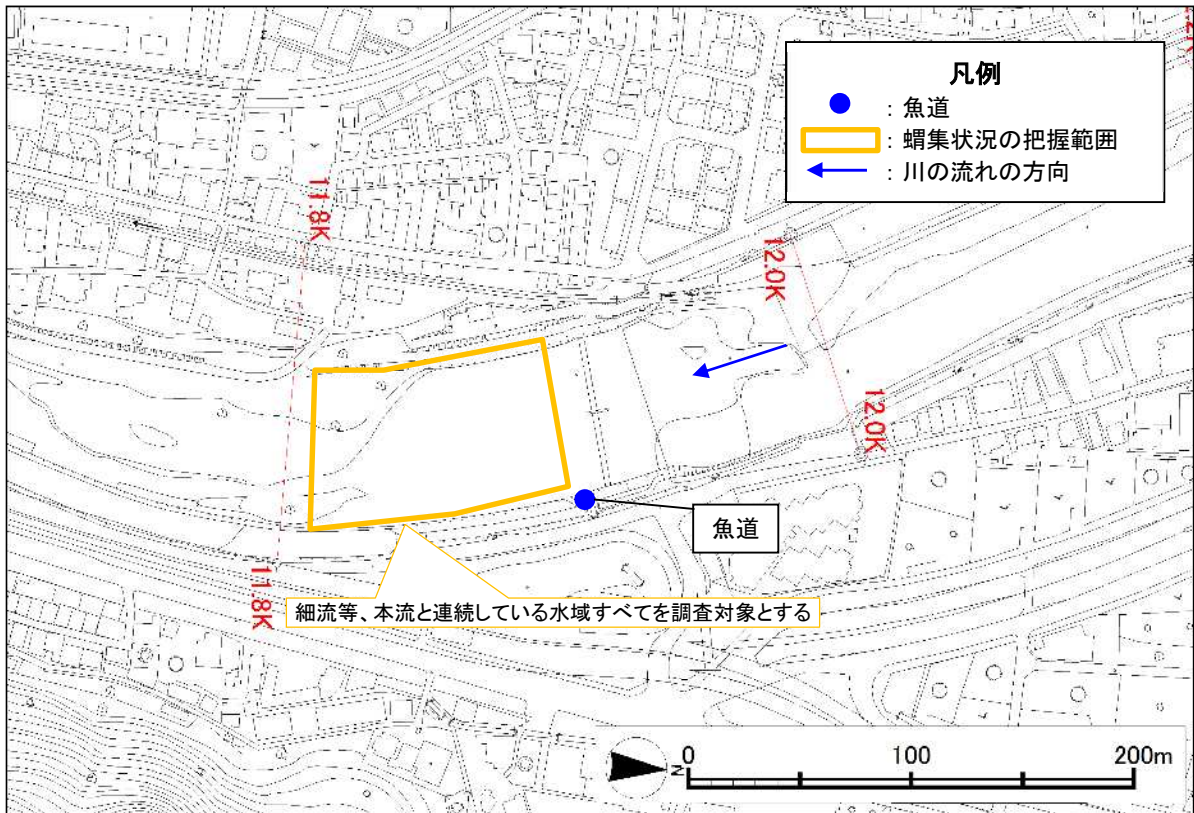 凡例
: 魚道
: 蝟集状況の把握範囲
: 川の流れの方向
11.8K
12.0K
12.0K
魚道
11.8K
細流等、本流と連続している水域すべてを調査対象とする
N
0 100 200m